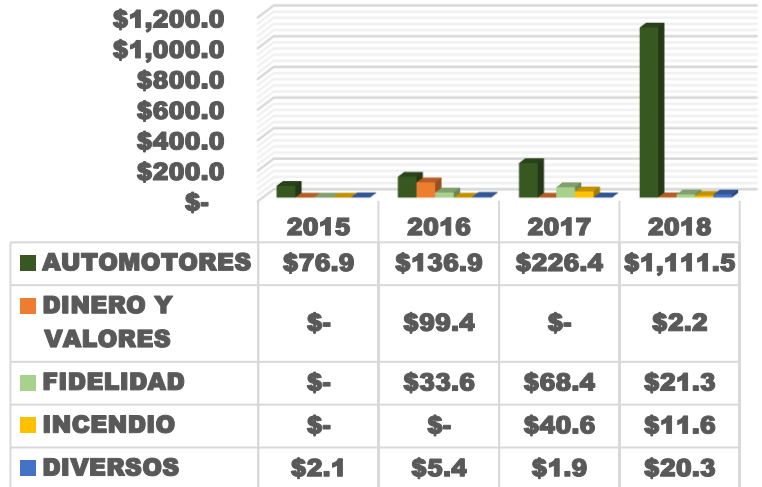 $1,200.0
$1,000.0
$800.0
$600.0
$400.0
$200.0
$-
2015 2016 2017 2018
AUTOMOTORES $76.9 $136.9 $226.4 $1,111.5
DINERO Y
VALORES $- $99.4 $- $2.2
FIDELIDAD $- $33.6 $68.4 $21.3
INCENDIO $- $- $40.6 $11.6
DIVERSOS $2.1 $5.4 $1.9 $20.3